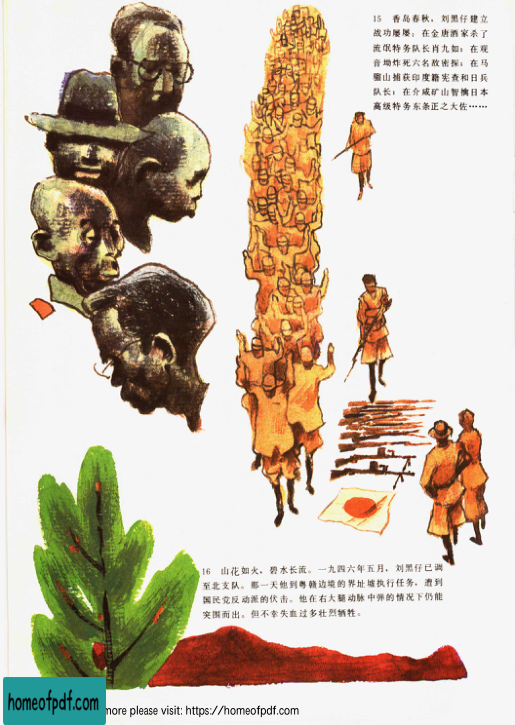 15 香岛春秋，刘黑仔建立
战功屡屡；在金唐酒家杀了
流氓特务队长肖九如；在观
音坳炸死六名敌密探；在马
骝山捕获印度籍宪查和日兵
队长；在介咸矿山智擒日本
高级特务东条正之大佐……
16 山花如火，碧水长流。一九四六年五月，刘黑仔已调
至北支队。那一天他到粤赣边境的界址墟执行任务，遭到
国民党反动派的伏击。他在右大腿动脉中弹的情况下仍能
突围而出。但不幸失血过多壮烈牺牲。
homeofpdf.com
more please visit: https://homeofpdf.com